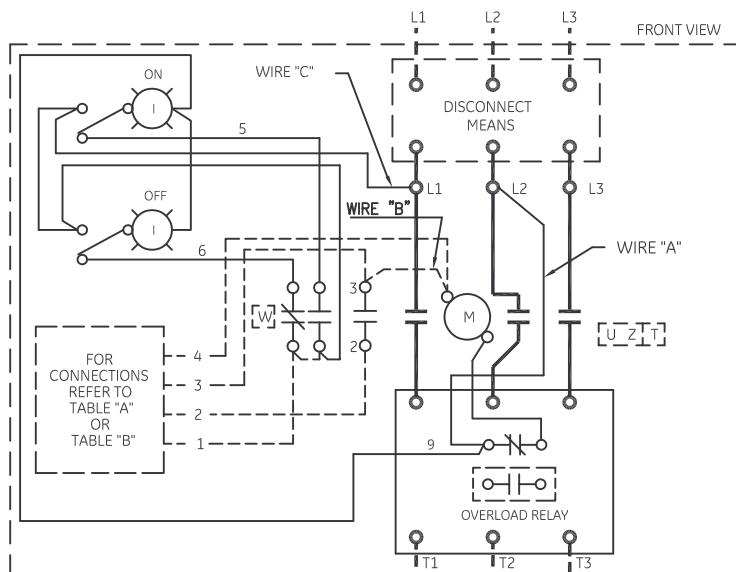 L1 L2 L3
FRONT VIEW
ON
WIRE "C"
I
DISCONNECT
MEANS
5
L1 L2 L3
OFF
WIRE "B"
I
6
WIRE "A"
3
W
M
U Z T
2
4
FOR
CONNECTIONS
REFER TO
TABLE "A"
OR
TABLE "B"
3
2
1
9
OVERLOAD RELAY
T1 T2 T3